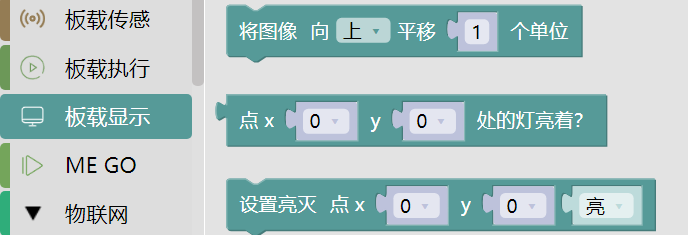 板载传感
板载执行
板载显示
ME GO
物联网
将图像 向 上 平移 1 个单位
点 x 0 y 0 处的灯亮着?
设置亮灭 点 x 0 y 0 亮